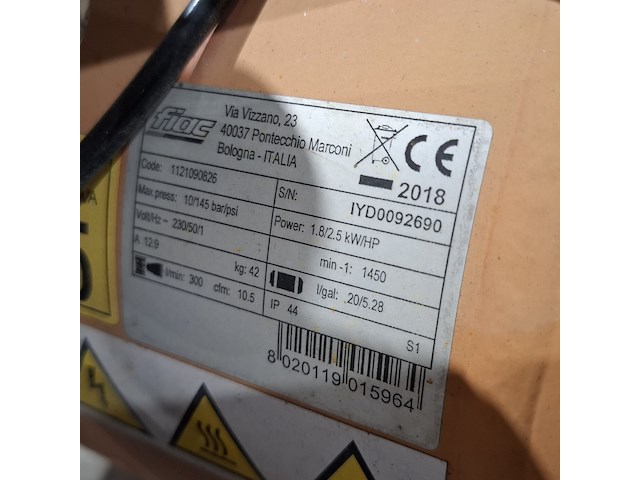 fiac
Via Vizzano, 23
40037 Pontecchio Marconi
Bologna - ITALIA
CE
2018
Code: 1121090826
S/N: IYD0092690
Max.press: 10/145 bar/psi
Power: 1.8/2.5 kW/HP
Volt/Hz ~ 230/50/1
min -1: 1450
A 12.9
kg: 42
l/gal: .20/5.28
l/min: 300 cfm: 10.5
IP 44
S1
8 020119 015964